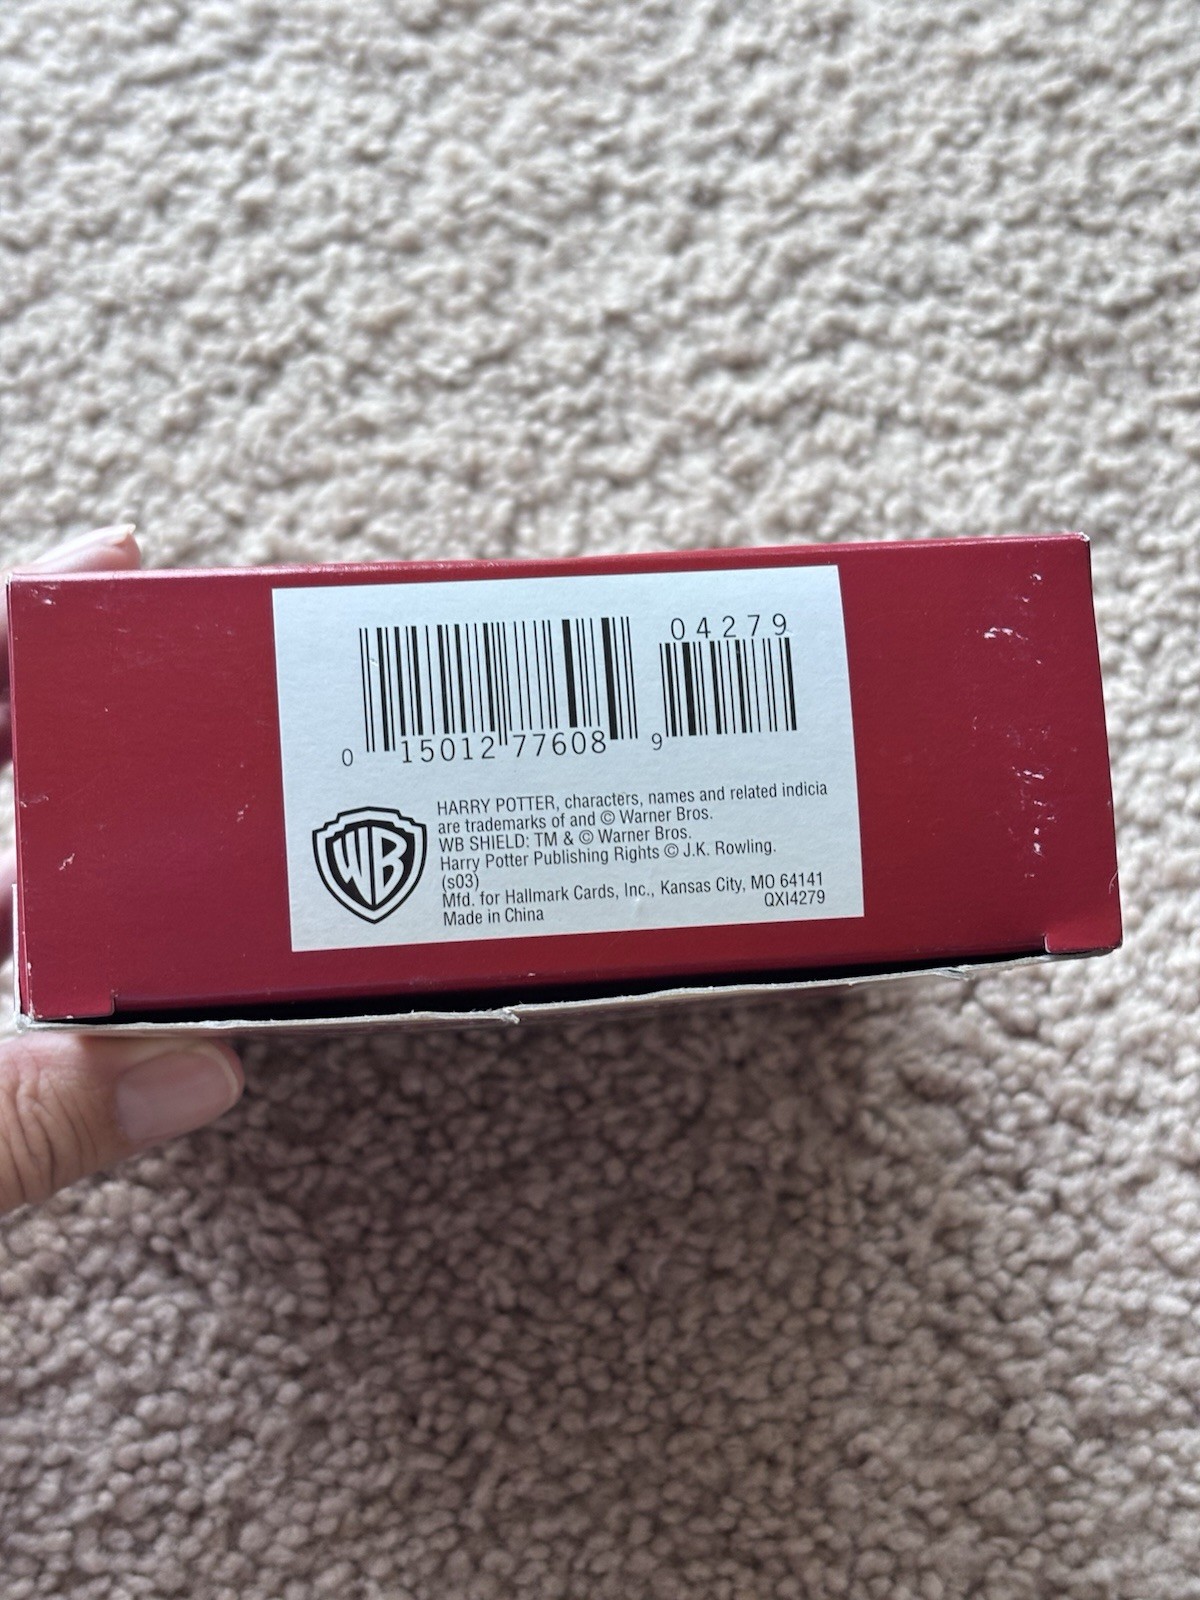 04279
0 15012 77608 9
WB
HARRY POTTER, characters, names and related indicia
are trademarks of and © Warner Bros.
WB SHIELD: TM & © Warner Bros.
Harry Potter Publishing Rights © J.K. Rowling.
(s03)
Mfd. for Hallmark Cards, Inc., Kansas City, MO 64141
QXI4279
Made in China